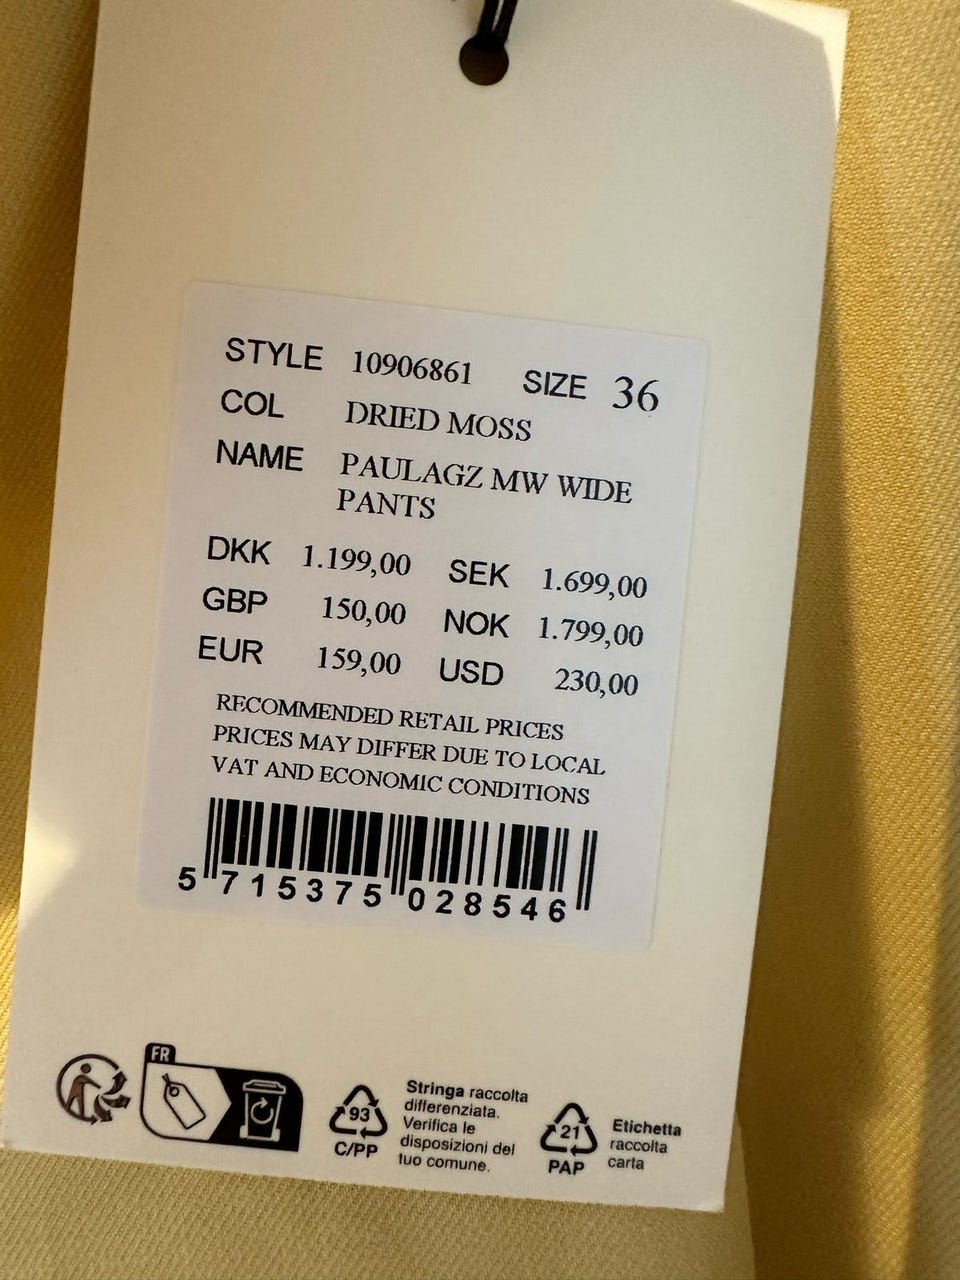 STYLE 10906861 SIZE 36
COL DRIED MOSS
NAME PAULAGZ MW WIDE
PANTS
DKK 1.199,00 SEK 1.699,00
GBP 150,00 NOK 1.799,00
EUR 159,00 USD 230,00
RECOMMENDED RETAIL PRICES
PRICES MAY DIFFER DUE TO LOCAL
VAT AND ECONOMIC CONDITIONS
5 715375 028546
FR
93
C/PP
Stringa raccolta
differenziata.
Verifica le
disposizioni del
tuo comune.
21
PAP
Etichetta
raccolta
carta